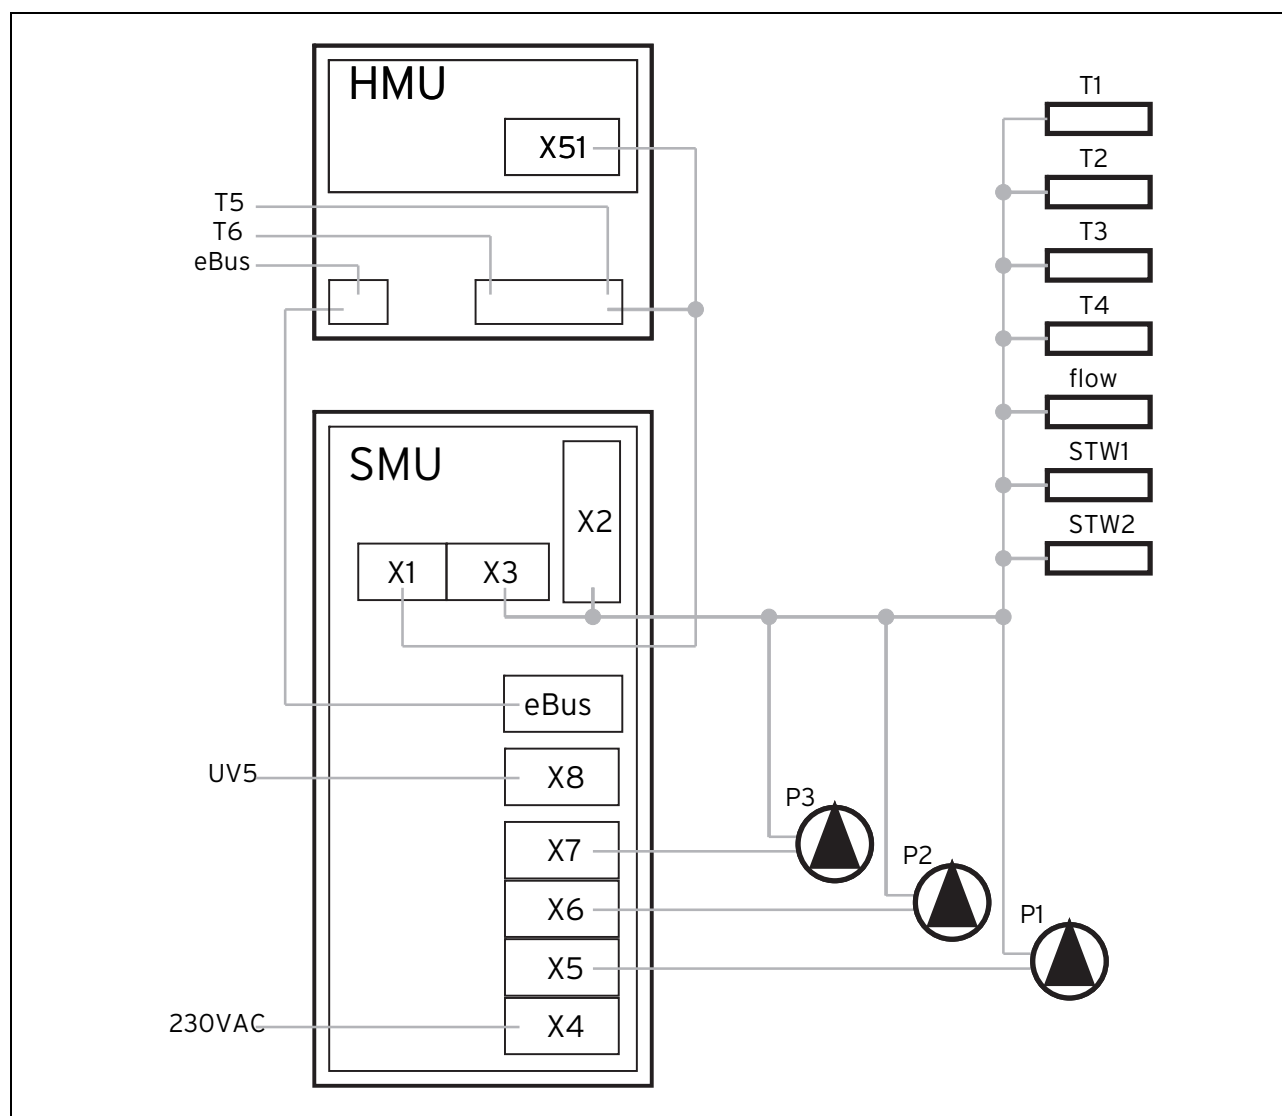 HMU
X51
T5
T6
eBus
SMU
X2
X1 X3
eBus
UV5 X8
X7
X6
X5
230VAC X4
T1
T2
T3
T4
flow
STW1
STW2
P3
P2
P1